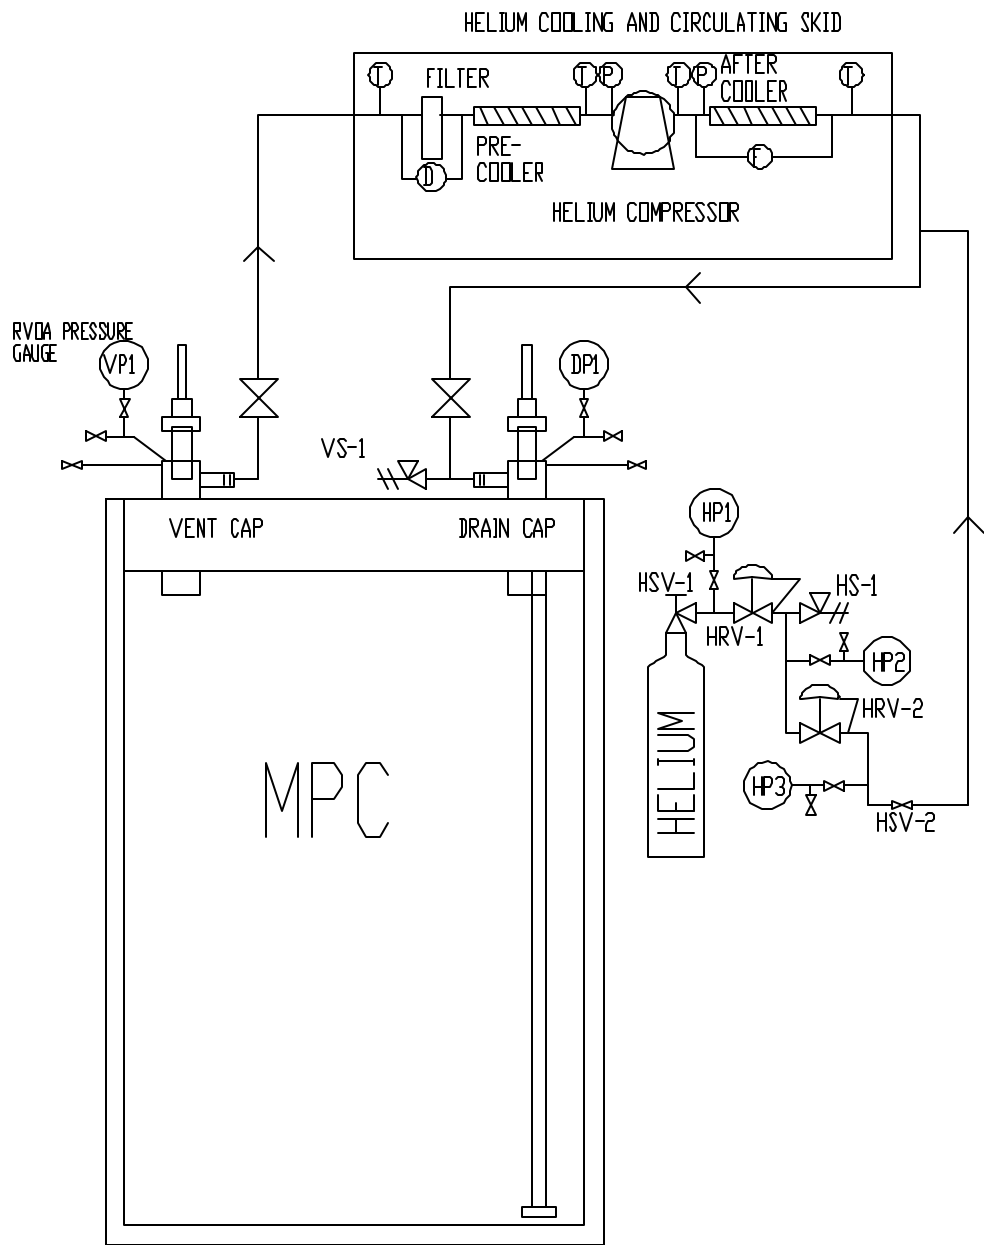 HELIUM COOLING AND CIRCULATING SKID
T
FILTER
T
P
T
P
AFTER
COOLER
T
PRE-
COOLER
D
F
HELIUM COMPRESSOR
RVOA PRESSURE
GAUGE
VP1
DP1
VS-1
VENT CAP
DRAIN CAP
HP1
HSV-1
HS-1
HRV-1
HP2
HRV-2
HELIUM
MPC
HP3
HSV-2